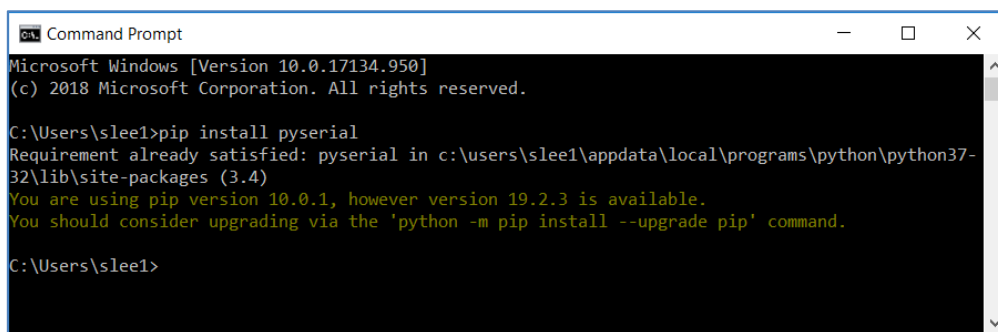 Command Prompt
Microsoft Windows [Version 10.0.17134.950]
(c) 2018 Microsoft Corporation. All rights reserved.
C:\Users\slee1>pip install pyserial
Requirement already satisfied: pyserial in c:\users\slee1\appdata\local\programs\python\python37-
32\lib\site-packages (3.4)
You are using pip version 10.0.1, however version 19.2.3 is available.
You should consider upgrading via the 'python -m pip install --upgrade pip' command.
C:\Users\slee1>